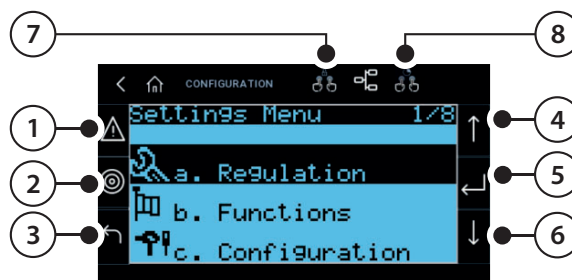 7
8
CONFIGURATION
Settings Menu 1/8
1
4
a. Regulation
2
5
b. Functions
3
6
c. Configuration